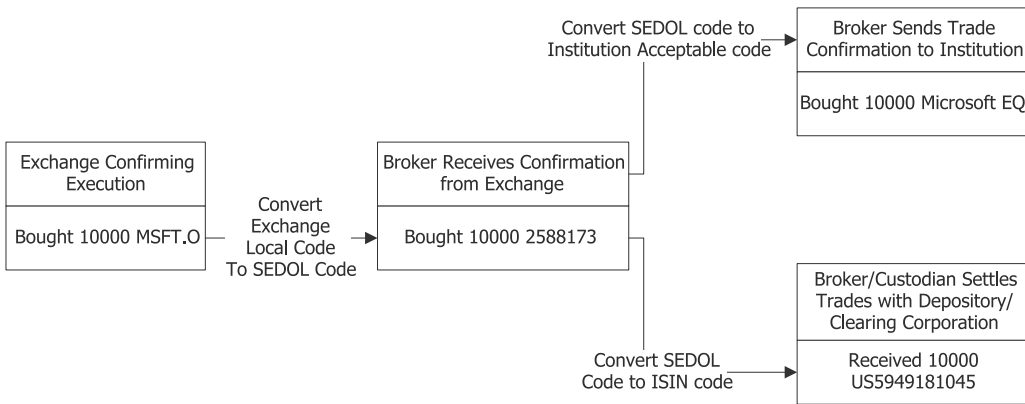 Convert SEDOL code to
Institution Acceptable code
Broker Sends Trade
Confirmation to Institution
Bought 10000 Microsoft EQ
Exchange Confirming
Execution
Bought 10000 MSFT.O
Convert
Exchange
Local Code
To SEDOL Code
Broker Receives Confirmation
from Exchange
Bought 10000 2588173
Convert SEDOL
Code to ISIN code
Broker/Custodian Settles
Trades with Depository/
Clearing Corporation
Received 10000
US5949181045